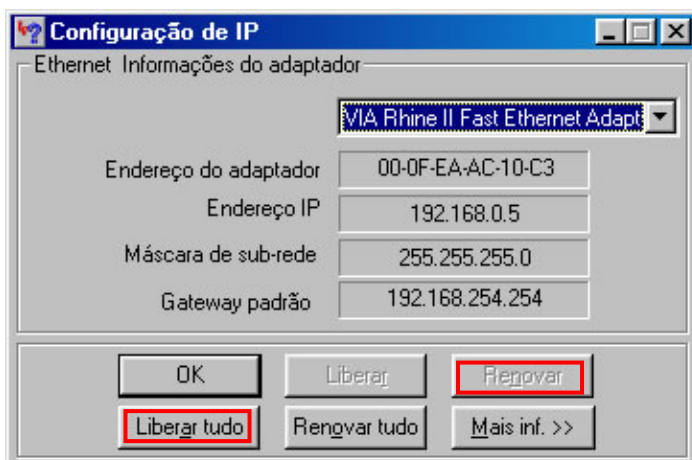 Configuração de IP
Ethernet Informações do adaptador
VIA Rhine II Fast Ethernet Adapt
Endereço do adaptador 00-0F-EA-AC-10-C3
Endereço IP 192.168.0.5
Máscara de sub-rede 255.255.255.0
Gateway padrão 192.168.254.254
OK Liberar Renovar
Liberar tudo Renovar tudo Mais inf. >>